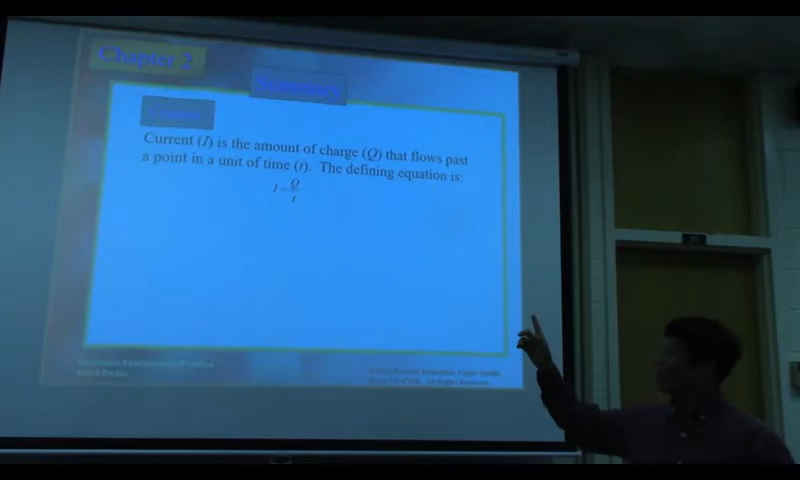 Chapter 2
Summary
Current (I) is the amount of charge (Q) that flows past
a point in a unit of time (t). The defining equation is:
I = Q/t